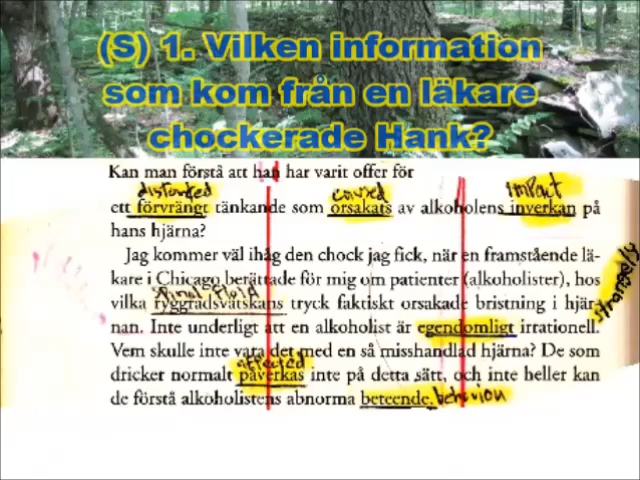 (S) 1. Vilken information
som kom från en läkare
chockerade Hank?
Kan man förstå att han har varit offer för
distorted caused impact
ett förvrängt tänkande som orsakats av alkoholens inverkan på
hans hjärna?
Jag kommer väl ihåg den chock jag fick, när en framstående lä-
kare i Chicago berättade för mig om patienter (alkoholister), hos
spinal fluid
vilka ryggradsvätskans tryck faktiskt orsakade bristning i hjär
nan. Inte underligt att en alkoholist är egendomligt irrationell.
strangely
Vem skulle inte vara det med en så misshandlad hjärna? De som
affected
dricker normalt påverkas inte på detta sätt, och inte heller kan
de förstå alkoholistens abnorma beteende. behavior